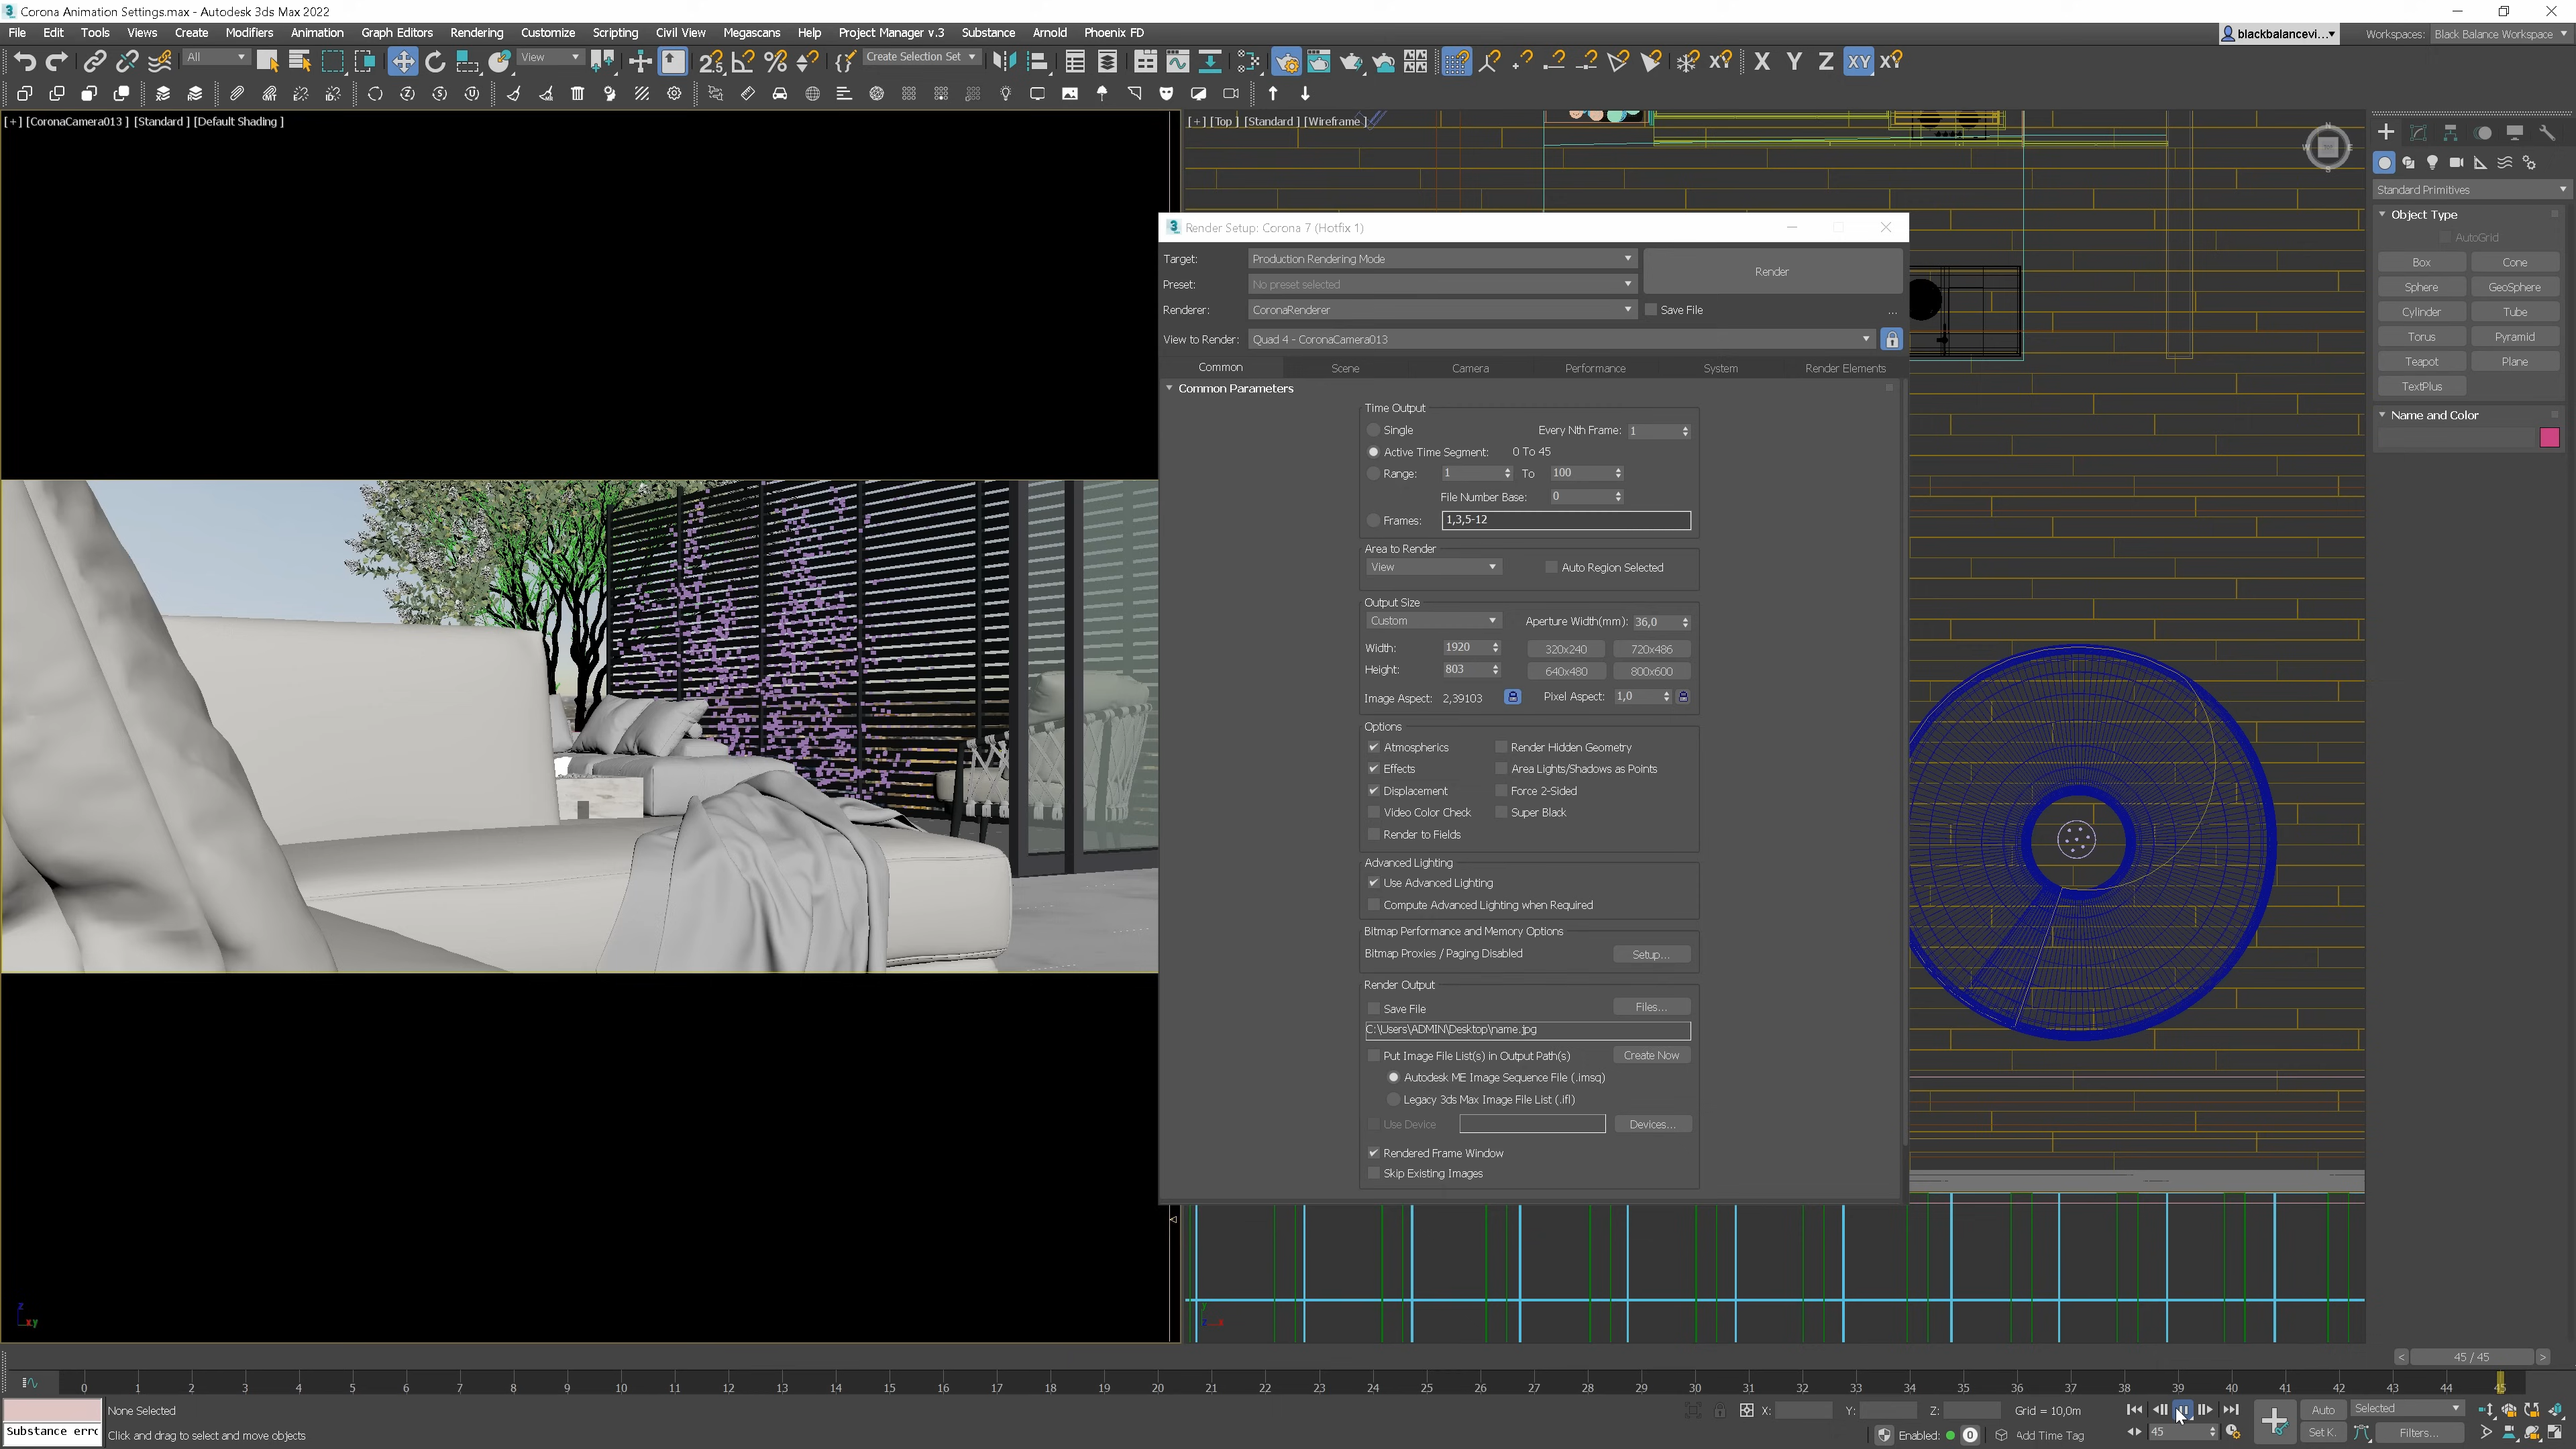 Corona Animation Settings.max - Autodesk 3ds Max 2022
File Edit Tools Views Create Modifiers Animation Graph Editors Rendering Customize Scripting Civil View Megascans Help Project Manager v.3 Substance Arnold Phoenix FD
blackbalancevi...
Workspaces: Black Balance Workspace
All
View
Create Selection Set
X Y Z XY
[+] [CoronaCamera013 ] [Standard ] [Default Shading ]
[+] [Top ] [Standard ] [Wireframe ]
Render Setup: Corona 7 (Hotfix 1)
Target: Production Rendering Mode
Render
Preset: No preset selected
Renderer: CoronaRenderer
Save File ...
View to Render: Quad 4 - CoronaCamera013
Common Scene Camera Performance System Render Elements
Common Parameters
Time Output
Single Every Nth Frame: 1
Active Time Segment: 0 To 45
Range: 1 To 100
File Number Base: 0
Frames: 1,3,5-12
Area to Render
View Auto Region Selected
Output Size
Custom Aperture Width(mm): 36,0
Width: 1920 320x240 720x486
Height: 803 640x480 800x600
Image Aspect: 2,39103 Pixel Aspect: 1,0
Options
Atmospherics Render Hidden Geometry
Effects Area Lights/Shadows as Points
Displacement Force 2-Sided
Video Color Check Super Black
Render to Fields
Advanced Lighting
Use Advanced Lighting
Compute Advanced Lighting when Required
Bitmap Performance and Memory Options
Bitmap Proxies / Paging Disabled Setup...
Render Output
Save File Files...
C:\Users\ADMIN\Desktop\name.jpg
Put Image File List(s) in Output Path(s) Create Now
Autodesk ME Image Sequence File (.imsq)
Legacy 3ds Max Image File List (.ifl)
Use Device Devices...
Rendered Frame Window
Skip Existing Images
Standard Primitives
Object Type
AutoGrid
Box Cone
Sphere GeoSphere
Cylinder Tube
Torus Pyramid
Teapot Plane
TextPlus
Name and Color
z
x y
< 45 / 45 >
0 1 2 3 4 5 6 7 8 9 10 11 12 13 14 15 16 17 18 19 20 21 22 23 24 25 26 27 28 29 30 31 32 33 34 35 36 37 38 39 40 41 42 43 44 45
None Selected
X: Y: Z: Grid = 10,0m
Auto Selected
Substance erro
Click and drag to select and move objects
Enabled: 0 Add Time Tag
45
Set K. Filters...